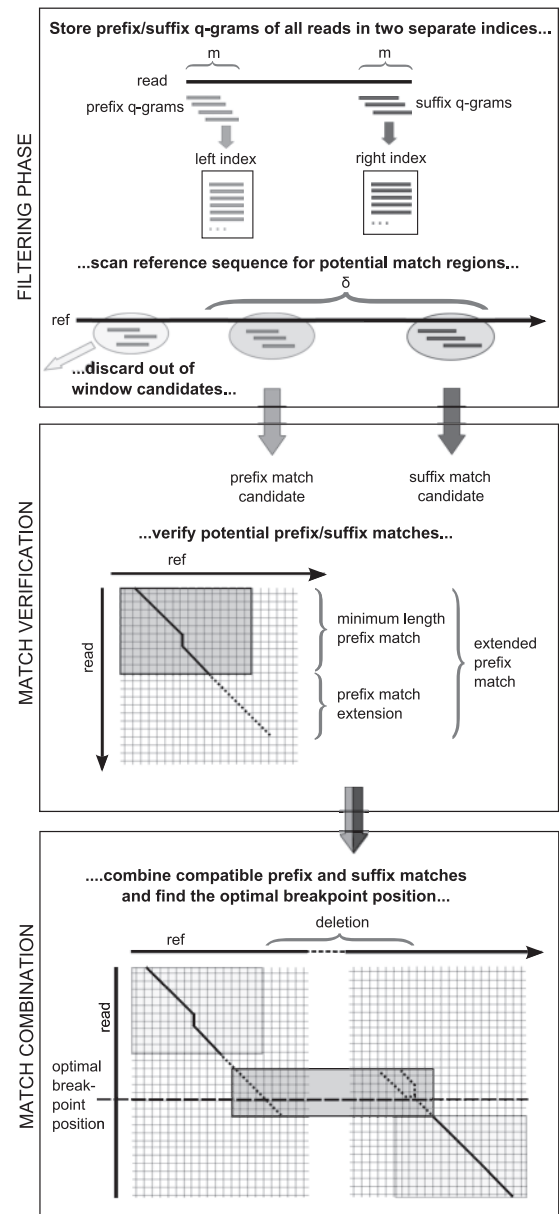 FILTERING PHASE
Store prefix/suffix q-grams of all reads in two separate indices...
m
m
read
prefix q-grams
suffix q-grams
left index
right index
...scan reference sequence for potential match regions...
δ
ref
...discard out of
window candidates...
MATCH VERIFICATION
prefix match
candidate
suffix match
candidate
...verify potential prefix/suffix matches...
ref
read
minimum length
prefix match
prefix match
extension
extended
prefix
match
MATCH COMBINATION
....combine compatible prefix and suffix matches
and find the optimal breakpoint position...
deletion
ref
read
optimal
break-
point
position